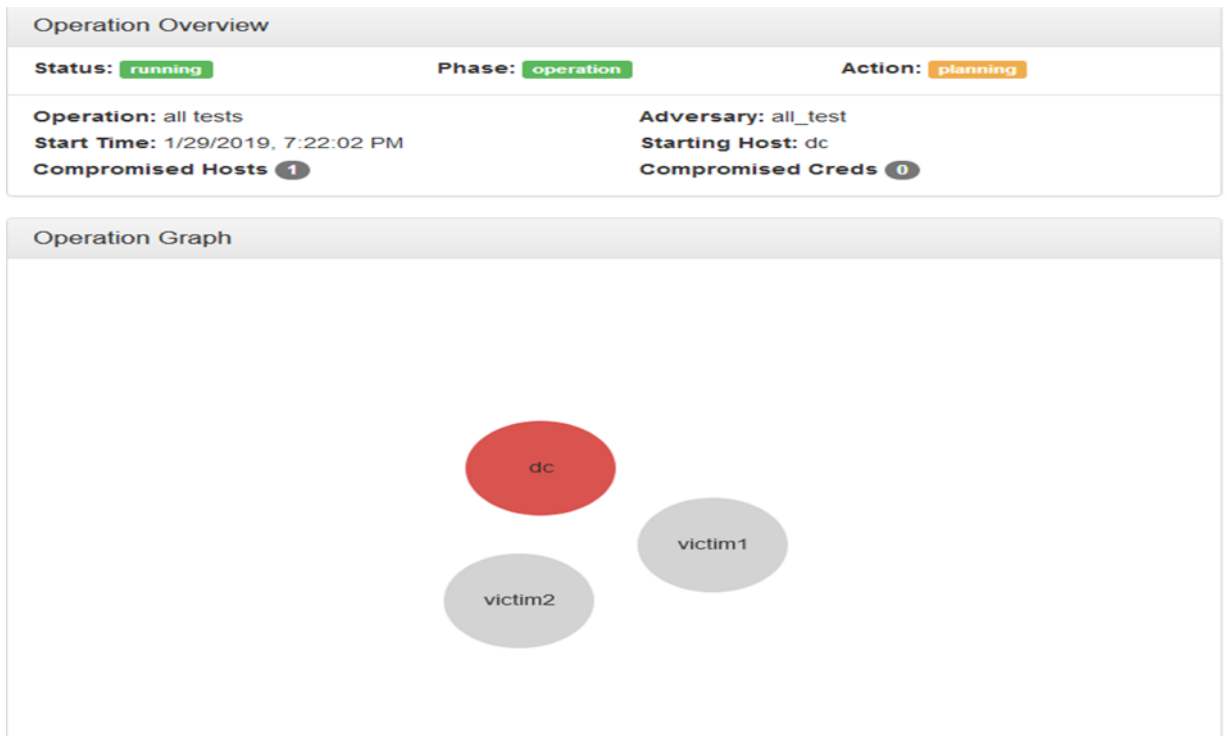 Operation Overview
Status: running Phase: operation Action: planning
Operation: all tests Adversary: all_test
Start Time: 1/29/2019, 7:22:02 PM Starting Host: dc
Compromised Hosts 1 Compromised Creds 0
Operation Graph
dc
victim1
victim2